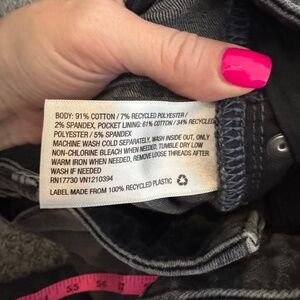 BODY: 91% COTTON / 7% RECYCLED POLYESTER /
2% SPANDEX, POCKET LINING: 61% COTTON / 34% RECYCLED
POLYESTER / 5% SPANDEX
MACHINE WASH COLD SEPARATELY, WASH INSIDE OUT, ONLY
NON-CHLORINE BLEACH WHEN NEEDED, TUMBLE DRY LOW
WARM IRON WHEN NEEDED, REMOVE LOOSE THREADS AFTER
WASH IF NEEDED
RN17730 VN1210394
LABEL MADE FROM 100% RECYCLED PLASTIC
55
56